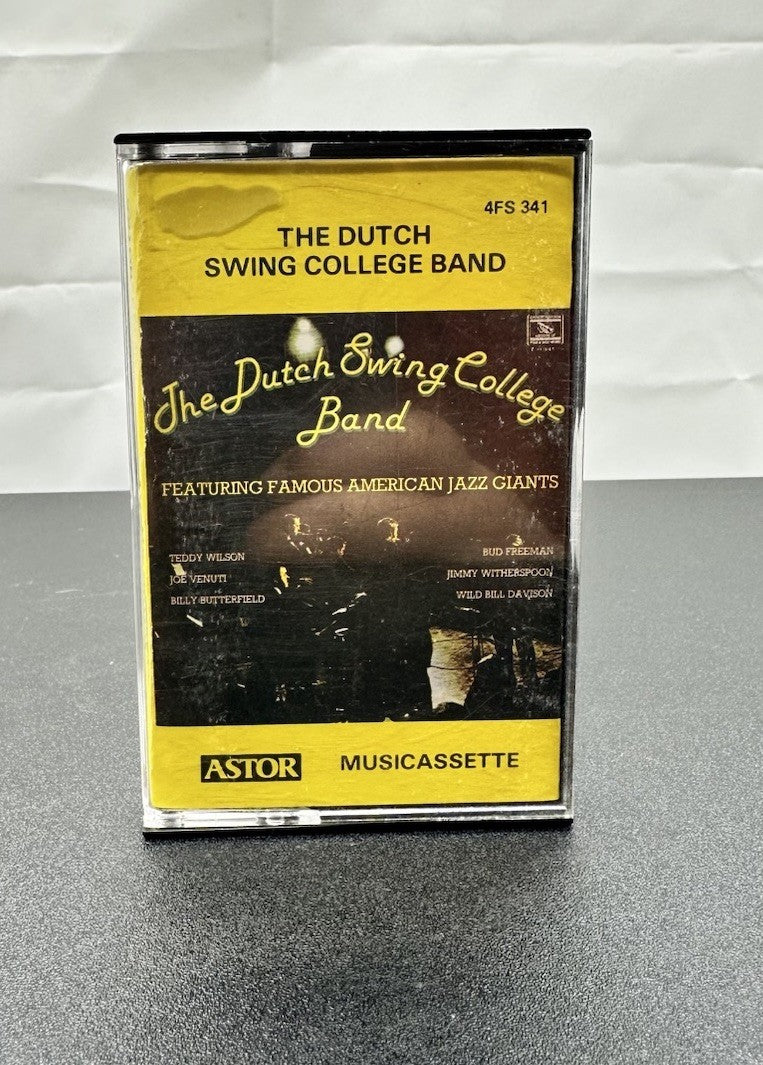 4FS 341
THE DUTCH
SWING COLLEGE BAND
The Dutch Swing College
Band
FEATURING FAMOUS AMERICAN JAZZ GIANTS
TEDDY WILSON
JOE VENUTI
BILLY BUTTERFIELD
BUD FREEMAN
JIMMY WITHERSPOON
WILD BILL DAVISON
ASTOR MUSICASSETTE